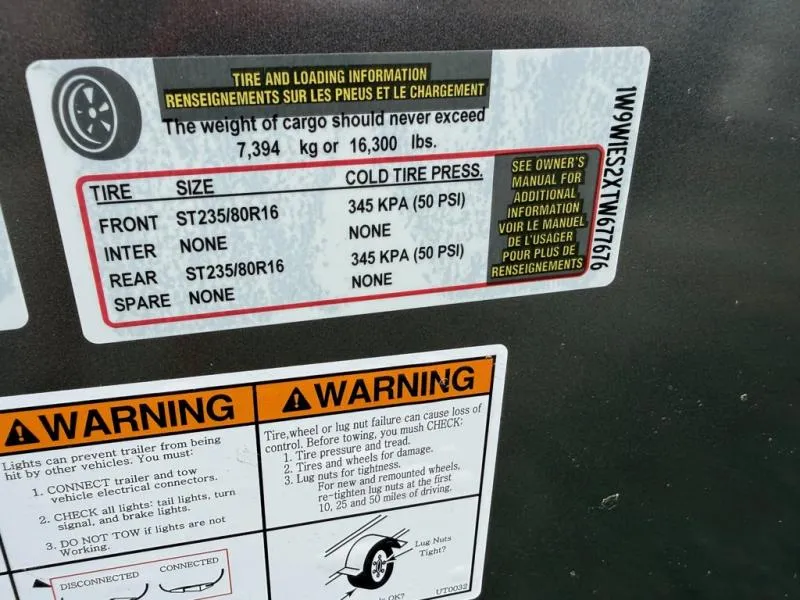 TIRE AND LOADING INFORMATION
RENSEIGNEMENTS SUR LES PNEUS ET LE CHARGEMENT
The weight of cargo should never exceed
7,394 kg or 16,300 lbs.
TIRE SIZE COLD TIRE PRESS.
FRONT ST235/80R16 345 KPA (50 PSI)
INTER NONE NONE
REAR ST235/80R16 345 KPA (50 PSI)
SPARE NONE NONE
SEE OWNER'S
MANUAL FOR
ADDITIONAL
INFORMATION
VOIR LE MANUEL
DE L'USAGER
POUR PLUS DE
RENSEIGNEMENTS
1W9W1ES2XTW677676
WARNING
Lights can prevent trailer from being
hit by other vehicles. You must:
1. CONNECT trailer and tow
vehicle electrical connectors.
2. CHECK all lights: tail lights, turn
signal, and brake lights.
3. DO NOT TOW if lights are not
Working.
DISCONNECTED CONNECTED
WARNING
Tire,wheel or lug nut failure can cause loss of
control. Before towing, you mush CHECK:
1. Tire pressure and tread.
2. Tires and wheels for damage.
3. Lug nuts for tightness.
For new and remounted wheels,
re-tighten lug nuts at the first
10, 25 and 50 miles of driving.
Lug Nuts
Tight?
OK?
UT0032